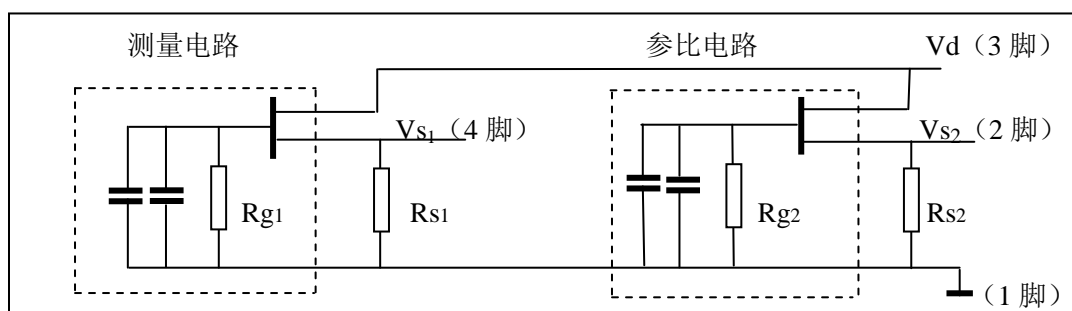 测量电路
参比电路
Vd（3 脚）
Vs1（4 脚）
Vs2（2 脚）
Rg1
Rs1
Rg2
Rs2
（1 脚）